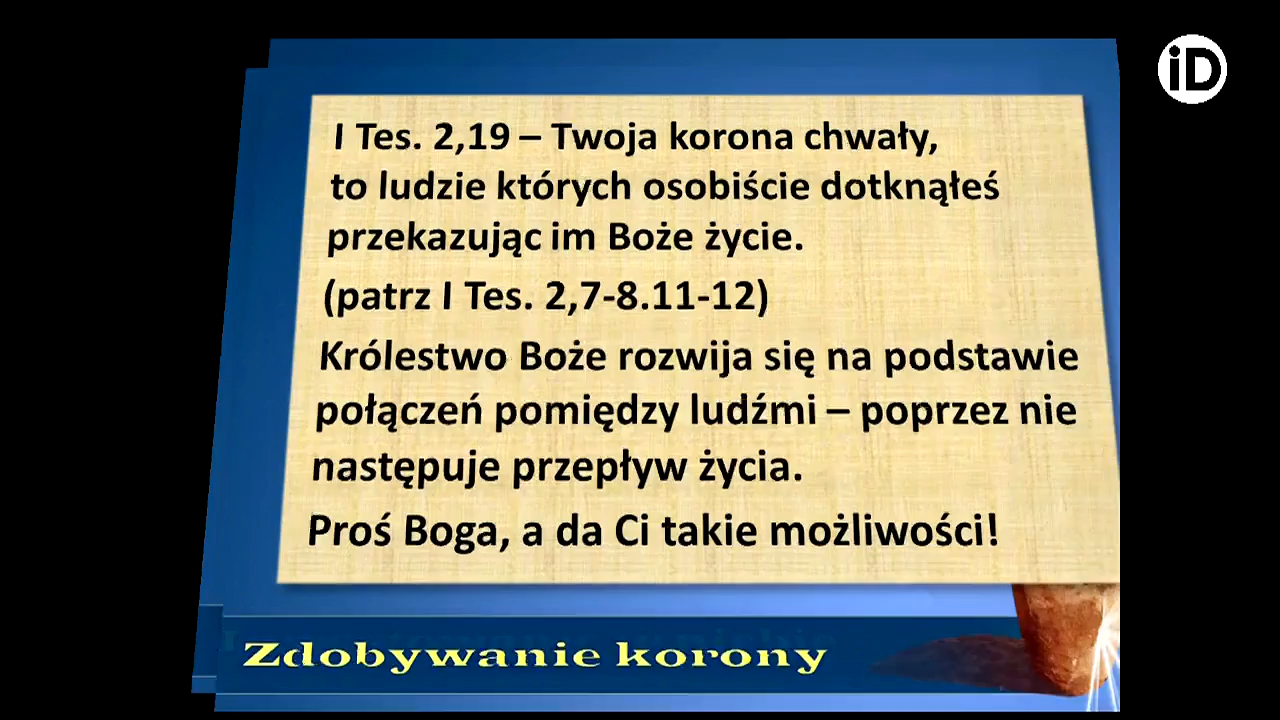 iD
I Tes. 2,19 – Twoja korona chwały,
to ludzie których osobiście dotknąłeś
przekazując im Boże życie.
(patrz I Tes. 2,7-8.11-12)
Królestwo Boże rozwija się na podstawie
połączeń pomiędzy ludźmi – poprzez nie
następuje przepływ życia.
Proś Boga, a da Ci takie możliwości!
Zdobywanie korony